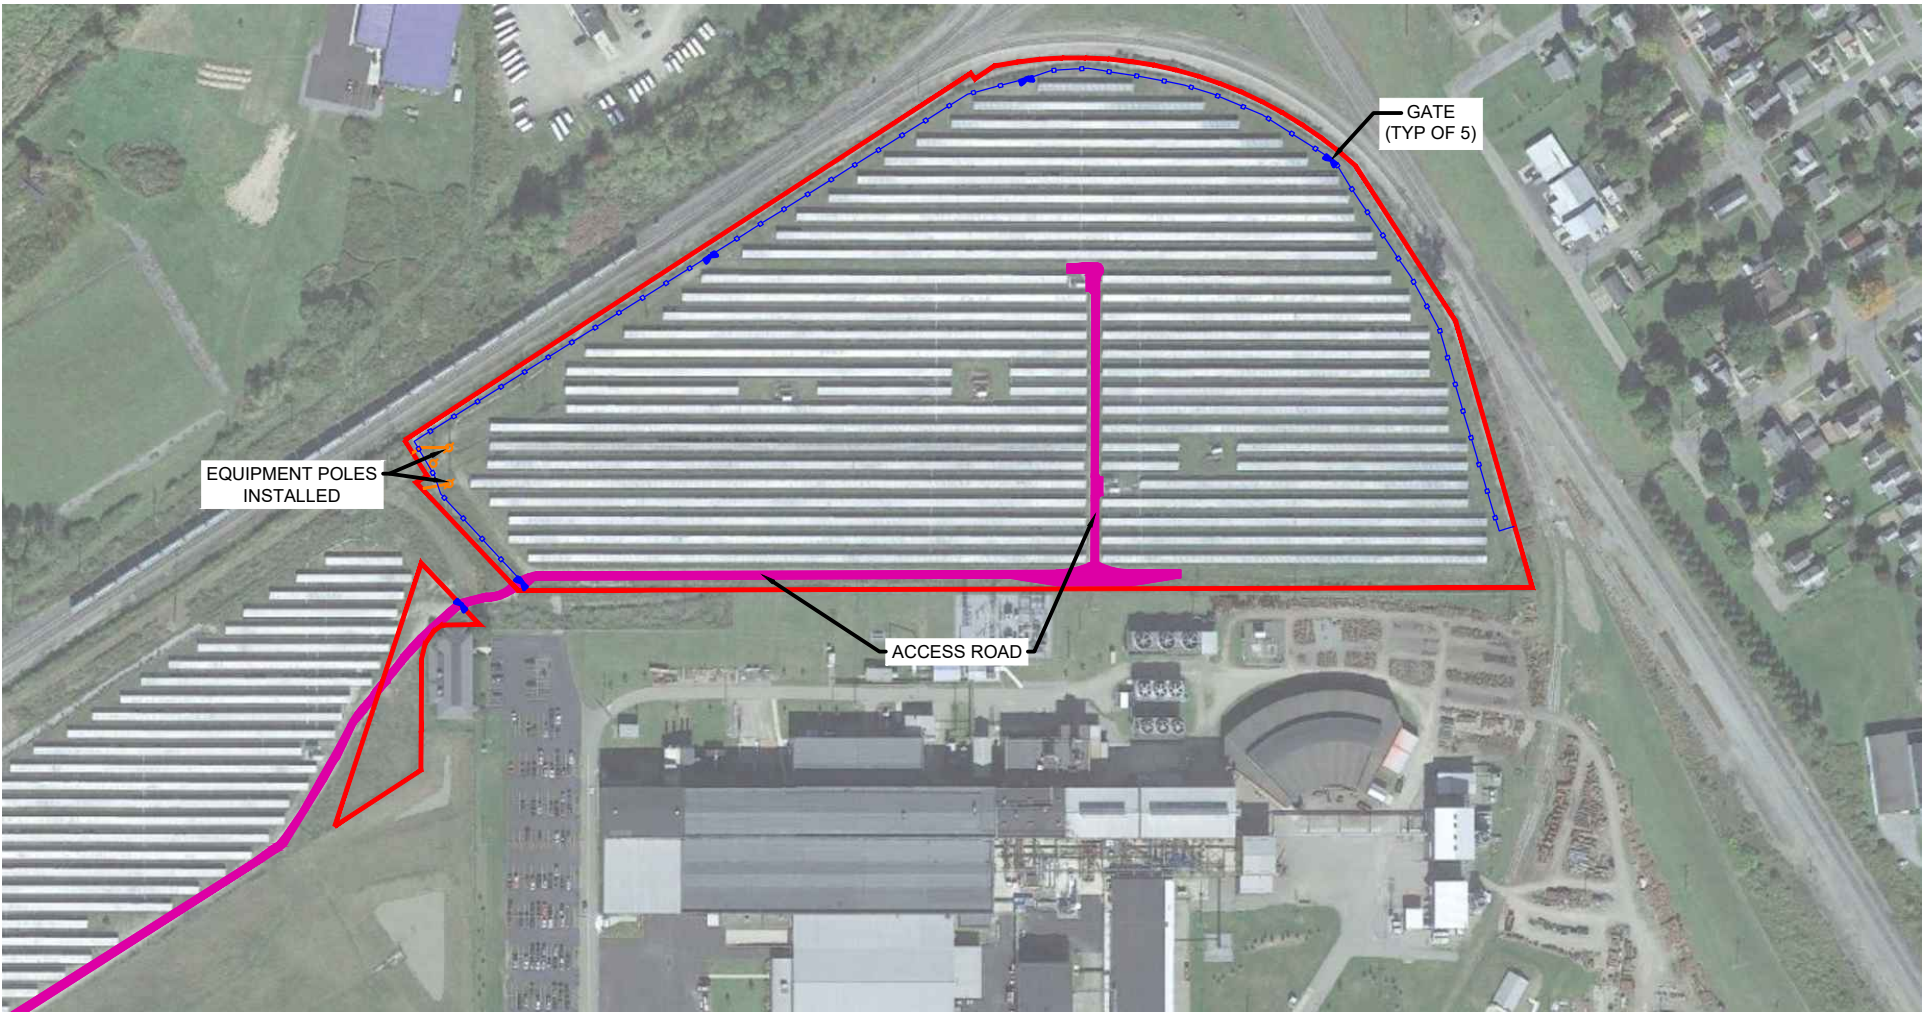 GATE
(TYP OF 5)
EQUIPMENT POLES
INSTALLED
ACCESS ROAD